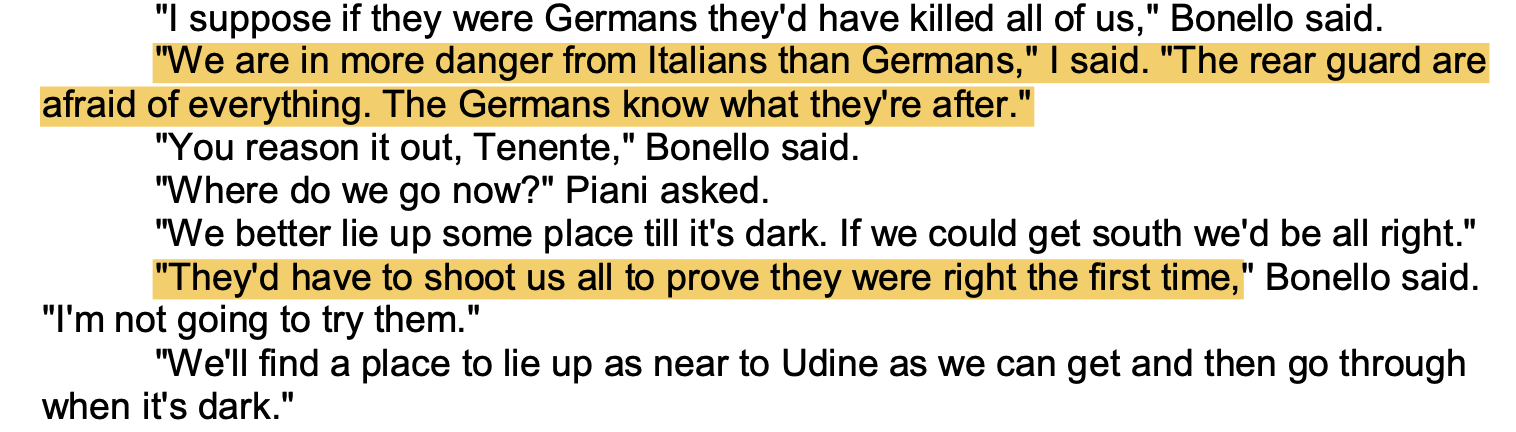 "I suppose if they were Germans they'd have killed all of us," Bonello said.
"We are in more danger from Italians than Germans," I said. "The rear guard are
afraid of everything. The Germans know what they're after."
"You reason it out, Tenente," Bonello said.
"Where do we go now?" Piani asked.
"We better lie up some place till it's dark. If we could get south we'd be all right."
"They'd have to shoot us all to prove they were right the first time," Bonello said.
"I'm not going to try them."
"We'll find a place to lie up as near to Udine as we can get and then go through
when it's dark."